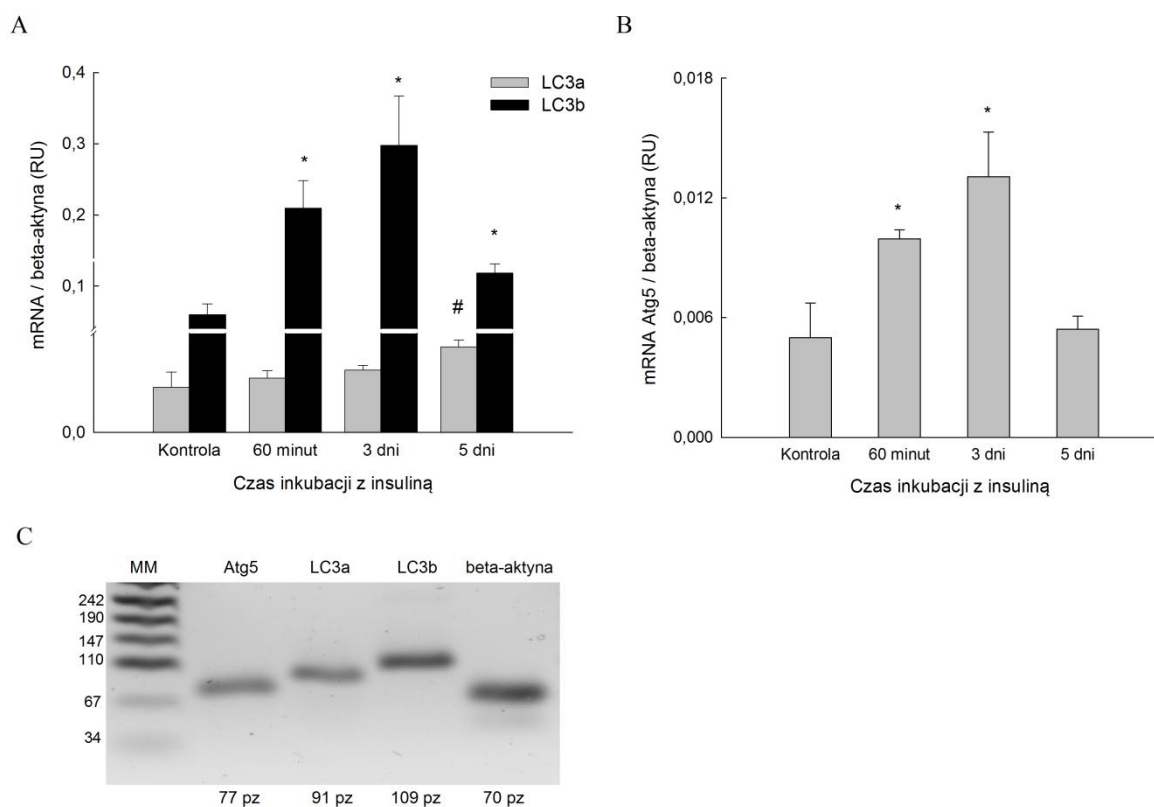 A
mRNA / beta-aktyna (RU)
0,4
0,3
0,2
0,1
0,0
LC3a
LC3b
*
*
*
#
Kontrola 60 minut 3 dni 5 dni
Czas inkubacji z insuliną
B
mRNA Atg5 / beta-aktyna (RU)
0,018
0,012
0,006
0,000
*
*
Kontrola 60 minut 3 dni 5 dni
Czas inkubacji z insuliną
C
MM Atg5 LC3a LC3b beta-aktyna
242
190
147
110
67
34
77 pz 91 pz 109 pz 70 pz